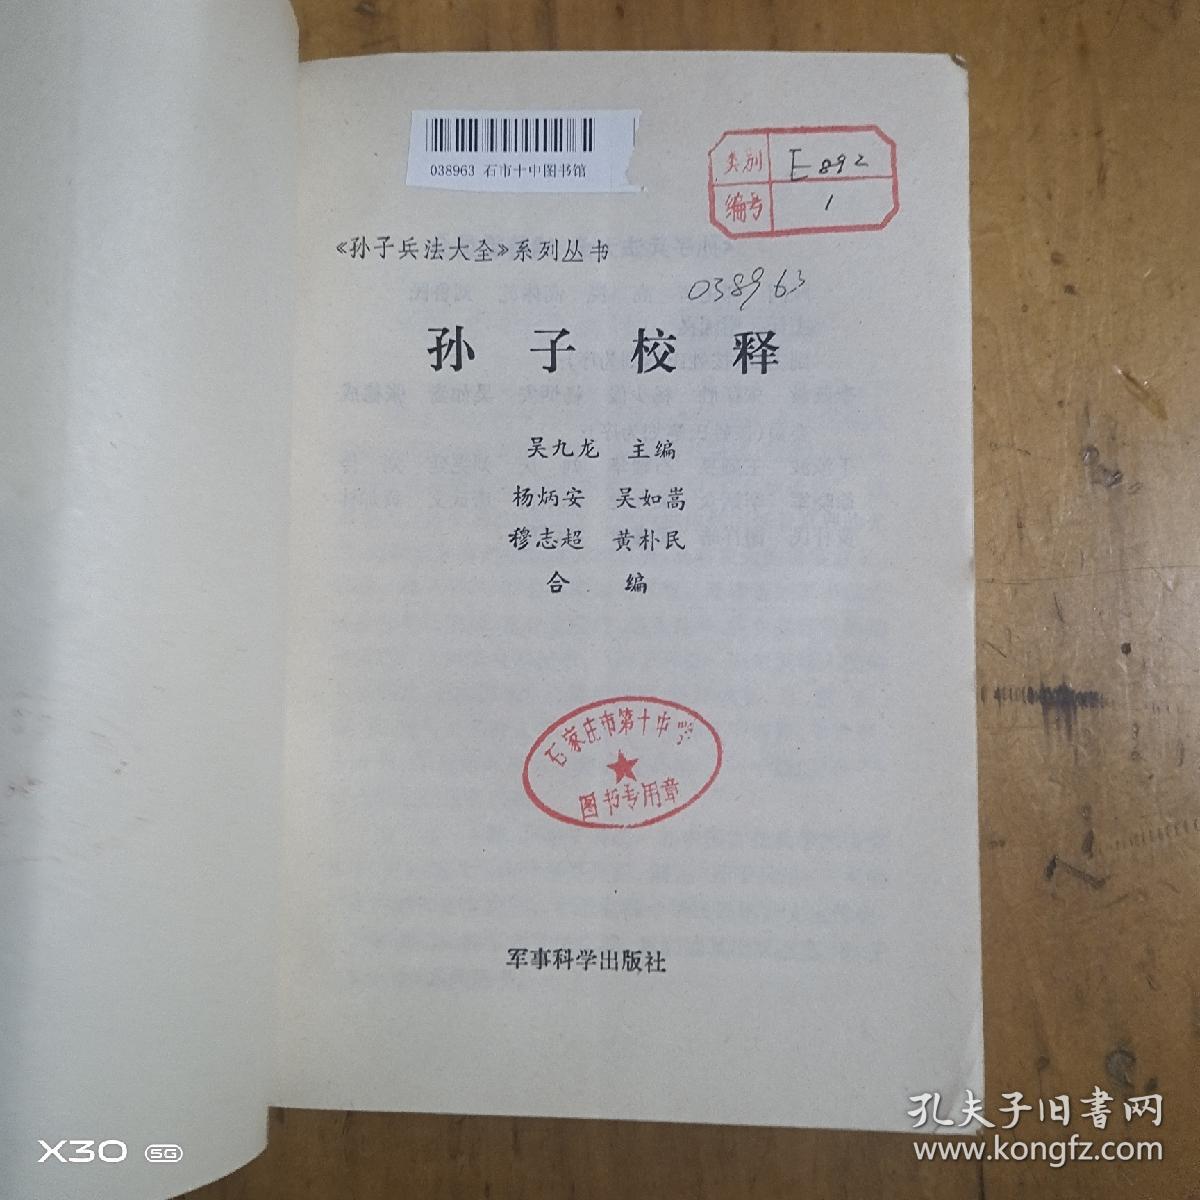 038963 石市十中图书馆
类别 E892
编号 1
《孙子兵法大全》系列丛书
038963
孙子校释
吴九龙 主编
杨炳安 吴如嵩
穆志超 黄朴民
合 编
石家庄市第十中学
图书专用章
军事科学出版社
孔夫子旧書网
www.kongfz.com
X30 5G